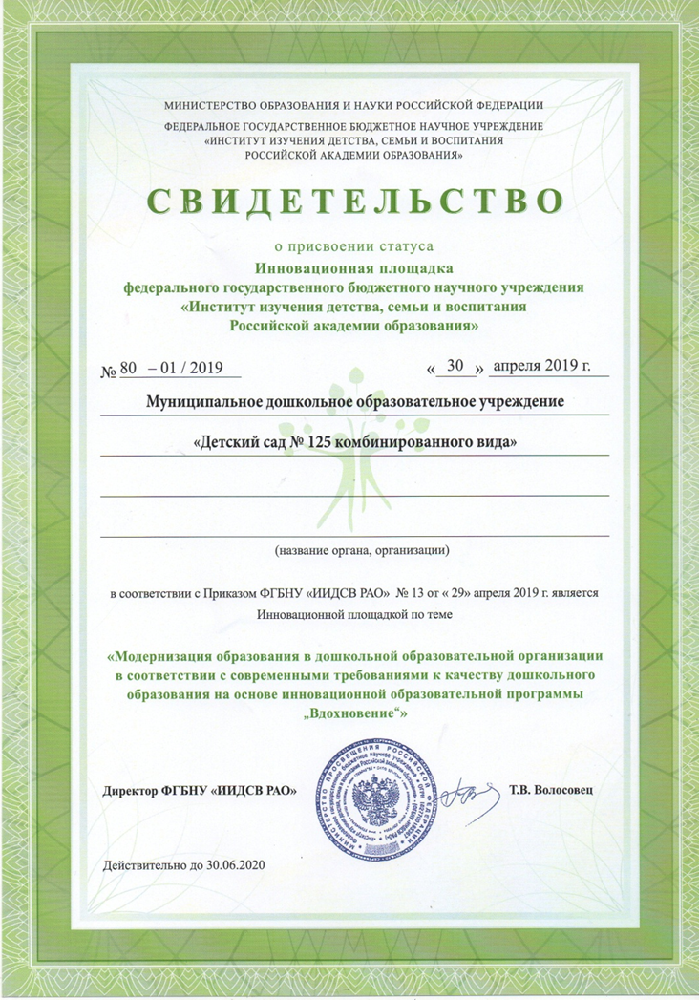 МИНИСТЕРСТВО ОБРАЗОВАНИЯ И НАУКИ РОССИЙСКОЙ ФЕДЕРАЦИИ
ФЕДЕРАЛЬНОЕ ГОСУДАРСТВЕННОЕ БЮДЖЕТНОЕ НАУЧНОЕ УЧРЕЖДЕНИЕ
«ИНСТИТУТ ИЗУЧЕНИЯ ДЕТСТВА, СЕМЬИ И ВОСПИТАНИЯ
РОССИЙСКОЙ АКАДЕМИИ ОБРАЗОВАНИЯ»
СВИДЕТЕЛЬСТВО
о присвоении статуса
Инновационная площадка
федерального государственного бюджетного научного учреждения
«Институт изучения детства, семьи и воспитания
Российской академии образования»
№ 80 – 01 / 2019 « 30 » апреля 2019 г.
Муниципальное дошкольное образовательное учреждение
«Детский сад № 125 комбинированного вида»
(название органа, организации)
в соответствии с Приказом ФГБНУ «ИИДСВ РАО» № 13 от « 29» апреля 2019 г. является
Инновационной площадкой по теме
«Модернизация образования в дошкольной образовательной организации
в соответствии с современными требованиями к качеству дошкольного
образования на основе инновационной образовательной программы
„Вдохновение“»
МИНИСТЕРСТВО ПРОСВЕЩЕНИЯ РОССИЙСКОЙ ФЕДЕРАЦИИ
Директор ФГБНУ «ИИДСВ РАО» Т.В. Волосовец
Действительно до 30.06.2020